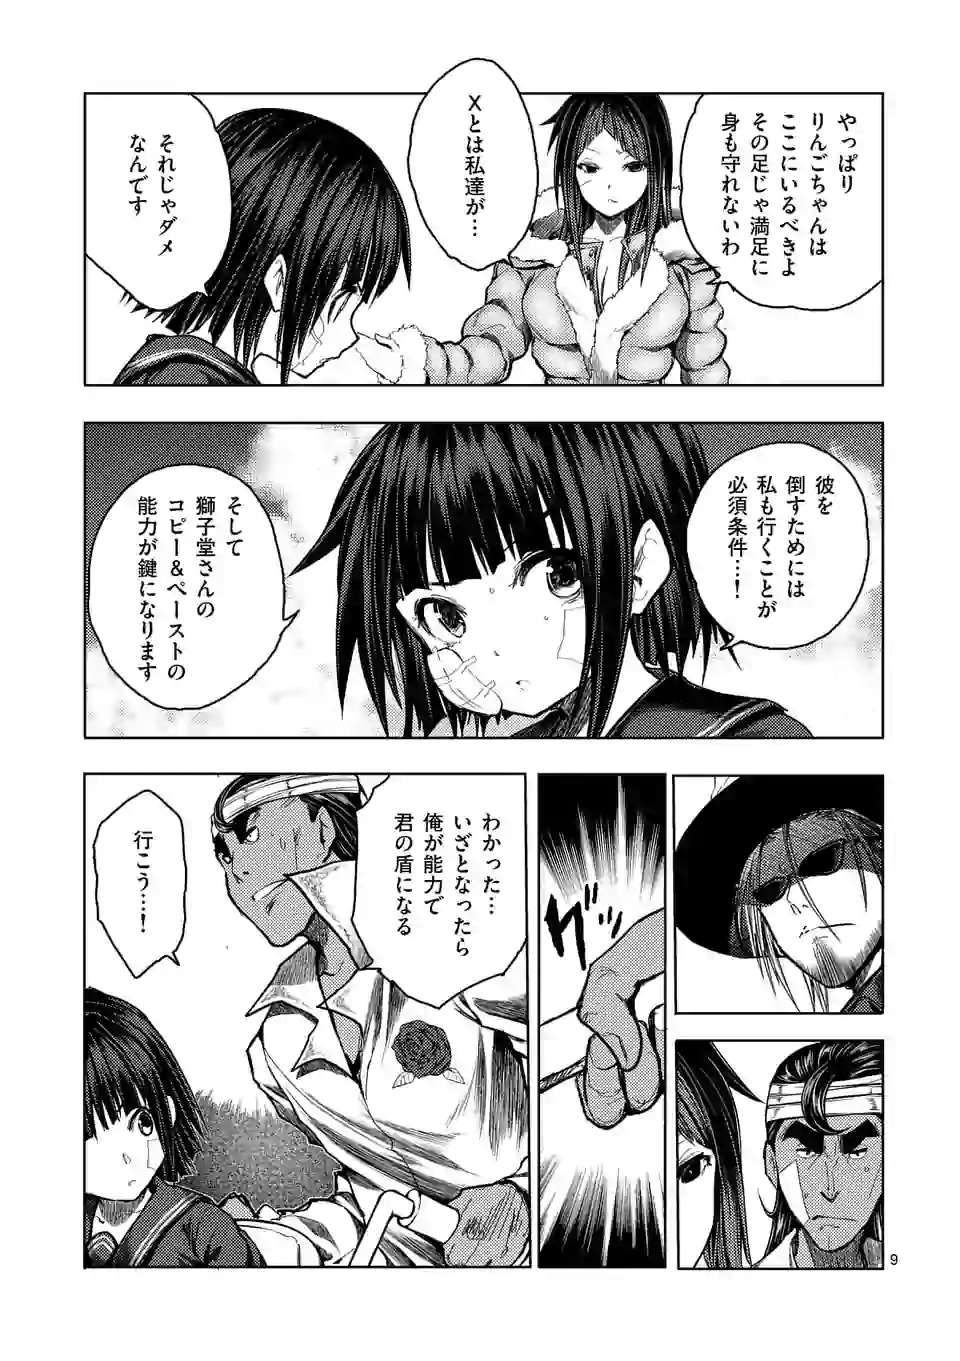 やっぱり
りんごちゃんは
ここにいるべきよ
その足じゃ満足に
身も守れないわ
Xとは私達が…
それじゃダメ
なんです
彼を
倒すためには
私も行くことが
必須条件…!
そして
獅子堂さんの
コピー&ペーストの
能力が鍵になります
ガッ
わかった…
いざとなったら
俺が能力で
君の盾になる
行こう…!
9